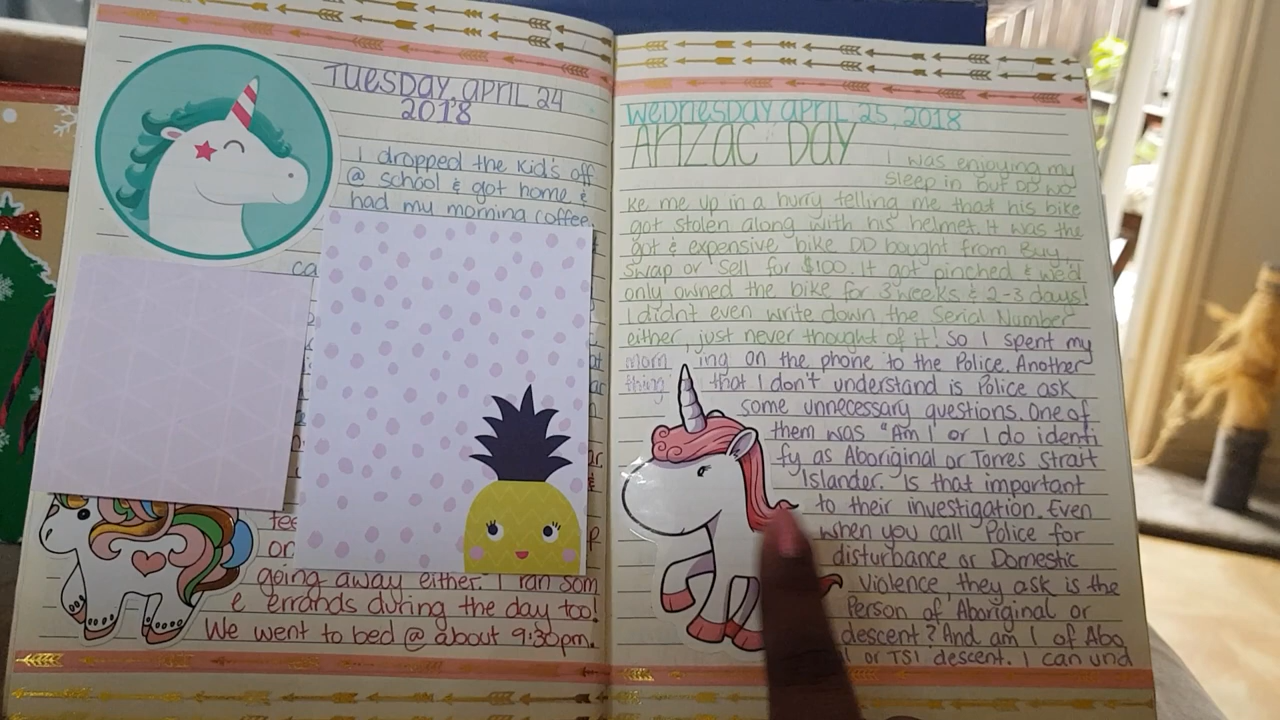 Tuesday April 24
2018
I dropped the Kid's off
@ school & got home &
had my morning coffee.
ca
going away either. I ran som
e errands during the day too!
We went to bed @ about 9:30pm.
Wednesday April 25, 2018
Anzac Day
I was enjoying my
sleep in but DD wo
ke me up in a hurry telling me that his bike
got stolen along with his helmet. It was the
got & expensive bike DD bought from Buy,
Swap or Sell for $100. It got pinched & we'd
only owned the bike for 3 weeks & 2-3 days!
I didnt even write down the Serial Number
either, just never thought of it! So I spent my
morn ing on the phone to the Police. Another
thing that I don't understand is Police ask
some unnecessary questions. One of
them was "Am I or I do identi
fy as Aboriginal or Torres Strait
Islander. Is that important
to their investigation. Even
when you call Police for
disturbance or Domestic
Violence, they ask is the
Person of Aboriginal or
descent? And am I of Abo
or TSI descent. I can und